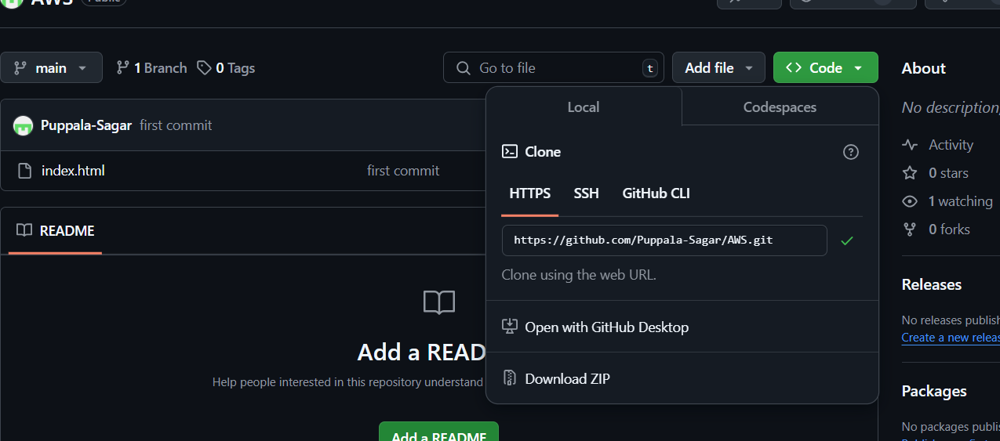 AWS Public
main 1 Branch 0 Tags Go to file t Add file Code
About
Puppala-Sagar first commit
index.html first commit
README
Add a READ
Help people interested in this repository understand
Add a README
Local Codespaces
Clone
HTTPS SSH GitHub CLI
https://github.com/Puppala-Sagar/AWS.git
Clone using the web URL.
Open with GitHub Desktop
Download ZIP
No description,
Activity
0 stars
1 watching
0 forks
Releases
No releases publish
Create a new releas
Packages
No packages publis